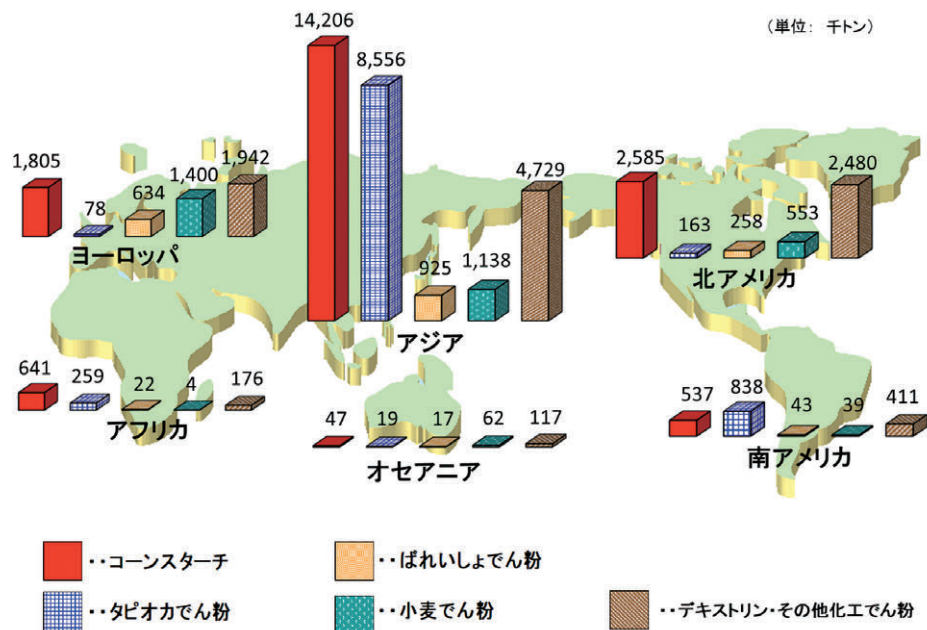 14,206
(単位: 千トン)
8,556
1,805
78
634
1,400
1,942
ヨーロッパ
925
1,138
4,729
アジア
2,585
163
258
553
2,480
北アメリカ
641
259
22
4
176
アフリカ
47
19
17
62
117
オセアニア
537
838
43
39
411
南アメリカ
・・コーンスターチ
・・ばれいしょでん粉
・・タピオカでん粉
・・小麦でん粉
・・デキストリン・その他化工でん粉